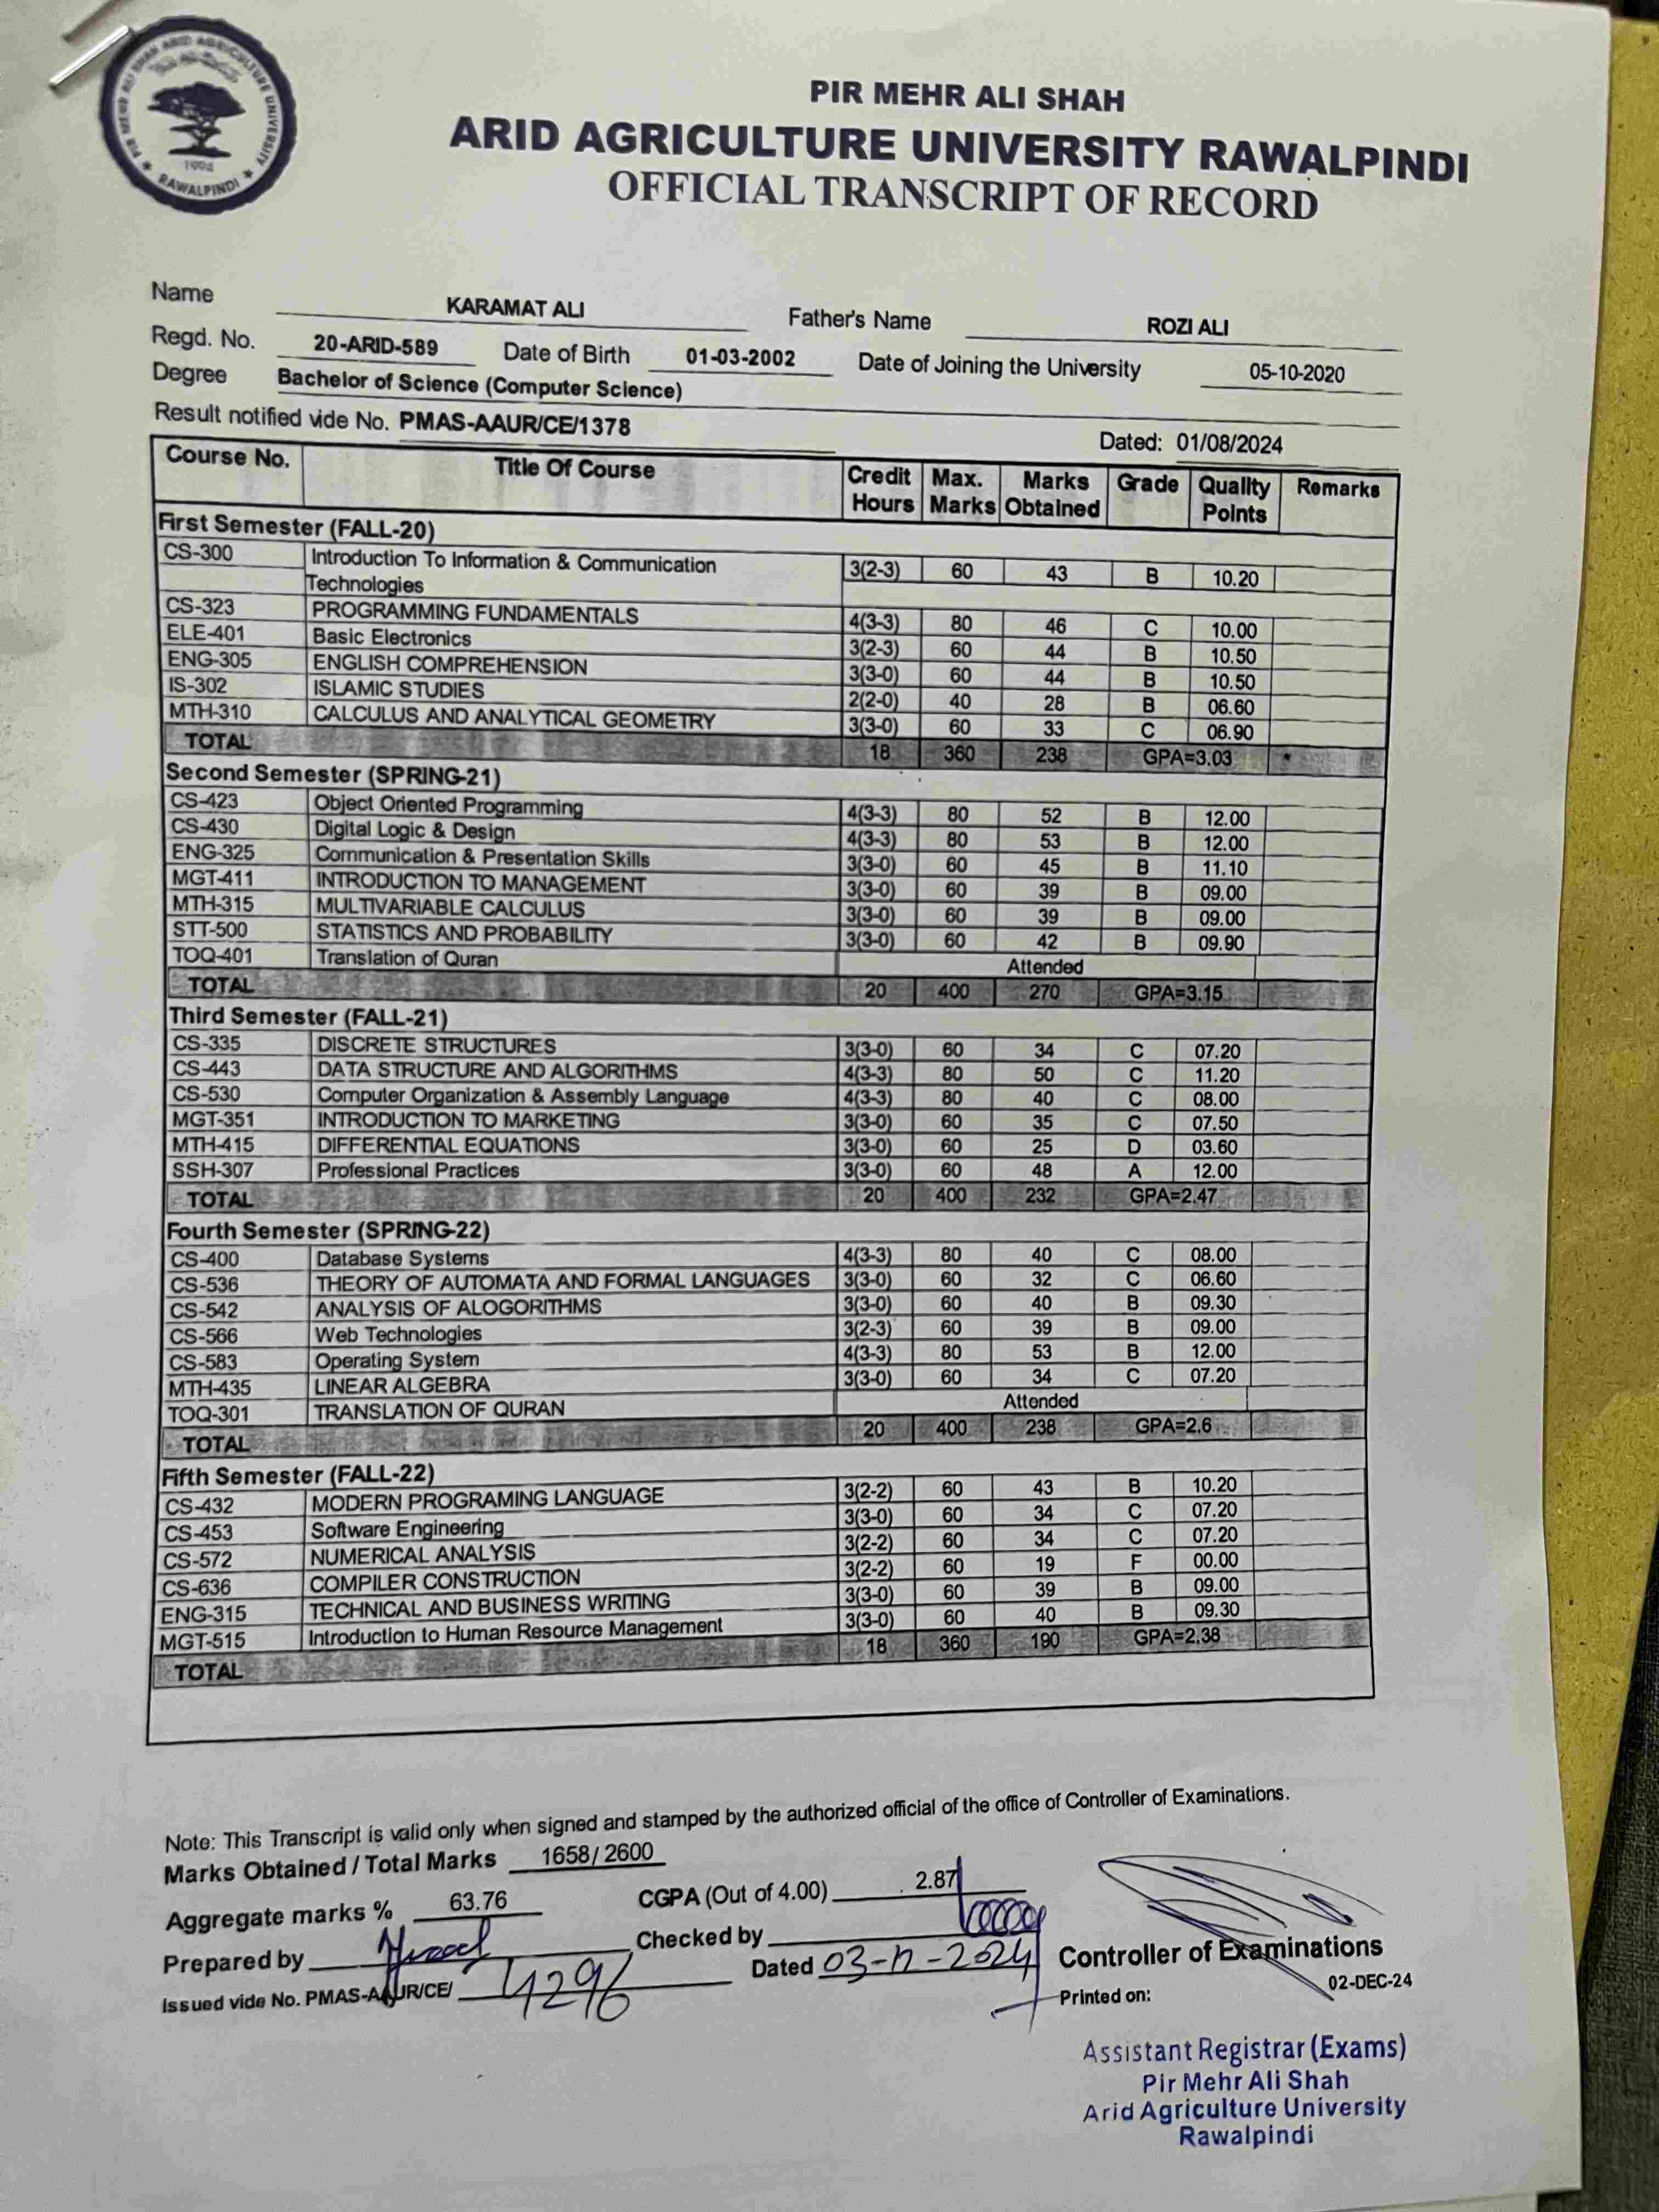 PIR MEHR ALI SHAH ARID AGRICULTURE UNIVERSITY
1994
RAWALPINDI
PIR MEHR ALI SHAH
ARID AGRICULTURE UNIVERSITY RAWALPINDI
OFFICIAL TRANSCRIPT OF RECORD
Name KARAMAT ALI Father's Name ROZI ALI
Regd. No. 20-ARID-589 Date of Birth 01-03-2002 Date of Joining the University 05-10-2020
Degree Bachelor of Science (Computer Science)
Result notified vide No. PMAS-AAUR/CE/1378 Dated: 01/08/2024
Course No. Title Of Course Credit Hours Max. Marks Marks Obtained Grade Quality Points Remarks
First Semester (FALL-20)
CS-300 Introduction To Information & Communication Technologies 3(2-3) 60 43 B 10.20
CS-323 PROGRAMMING FUNDAMENTALS 4(3-3) 80 46 C 10.00
ELE-401 Basic Electronics 3(2-3) 60 44 B 10.50
ENG-305 ENGLISH COMPREHENSION 3(3-0) 60 44 B 10.50
IS-302 ISLAMIC STUDIES 2(2-0) 40 28 B 06.60
MTH-310 CALCULUS AND ANALYTICAL GEOMETRY 3(3-0) 60 33 C 06.90
TOTAL 18 360 238 GPA=3.03
Second Semester (SPRING-21)
CS-423 Object Oriented Programming 4(3-3) 80 52 B 12.00
CS-430 Digital Logic & Design 4(3-3) 80 53 B 12.00
ENG-325 Communication & Presentation Skills 3(3-0) 60 45 B 11.10
MGT-411 INTRODUCTION TO MANAGEMENT 3(3-0) 60 39 B 09.00
MTH-315 MULTIVARIABLE CALCULUS 3(3-0) 60 39 B 09.00
STT-500 STATISTICS AND PROBABILITY 3(3-0) 60 42 B 09.90
TOQ-401 Translation of Quran Attended
TOTAL 20 400 270 GPA=3.15
Third Semester (FALL-21)
CS-335 DISCRETE STRUCTURES 3(3-0) 60 34 C 07.20
CS-443 DATA STRUCTURE AND ALGORITHMS 4(3-3) 80 50 C 11.20
CS-530 Computer Organization & Assembly Language 4(3-3) 80 40 C 08.00
MGT-351 INTRODUCTION TO MARKETING 3(3-0) 60 35 C 07.50
MTH-415 DIFFERENTIAL EQUATIONS 3(3-0) 60 25 D 03.60
SSH-307 Professional Practices 3(3-0) 60 48 A 12.00
TOTAL 20 400 232 GPA=2.47
Fourth Semester (SPRING-22)
CS-400 Database Systems 4(3-3) 80 40 C 08.00
CS-536 THEORY OF AUTOMATA AND FORMAL LANGUAGES 3(3-0) 60 32 C 06.60
CS-542 ANALYSIS OF ALOGORITHMS 3(3-0) 60 40 B 09.30
CS-566 Web Technologies 3(2-3) 60 39 B 09.00
CS-583 Operating System 4(3-3) 80 53 B 12.00
MTH-435 LINEAR ALGEBRA 3(3-0) 60 34 C 07.20
TOQ-301 TRANSLATION OF QURAN Attended
TOTAL 20 400 238 GPA=2.6
Fifth Semester (FALL-22)
CS-432 MODERN PROGRAMING LANGUAGE 3(2-2) 60 43 B 10.20
CS-453 Software Engineering 3(3-0) 60 34 C 07.20
CS-572 NUMERICAL ANALYSIS 3(2-2) 60 34 C 07.20
CS-636 COMPILER CONSTRUCTION 3(2-2) 60 19 F 00.00
ENG-315 TECHNICAL AND BUSINESS WRITING 3(3-0) 60 39 B 09.00
MGT-515 Introduction to Human Resource Management 3(3-0) 60 40 B 09.30
TOTAL 18 360 190 GPA=2.38
Note: This Transcript is valid only when signed and stamped by the authorized official of the office of Controller of Examinations.
Marks Obtained / Total Marks 1658/ 2600
Aggregate marks % 63.76 CGPA (Out of 4.00) 2.87
Prepared by Checked by
Issued vide No. PMAS-AAUR/CE/ 4296 Dated 03-12-2024 Controller of Examinations
Printed on: 02-DEC-24
Assistant Registrar (Exams)
Pir Mehr Ali Shah
Arid Agriculture University
Rawalpindi